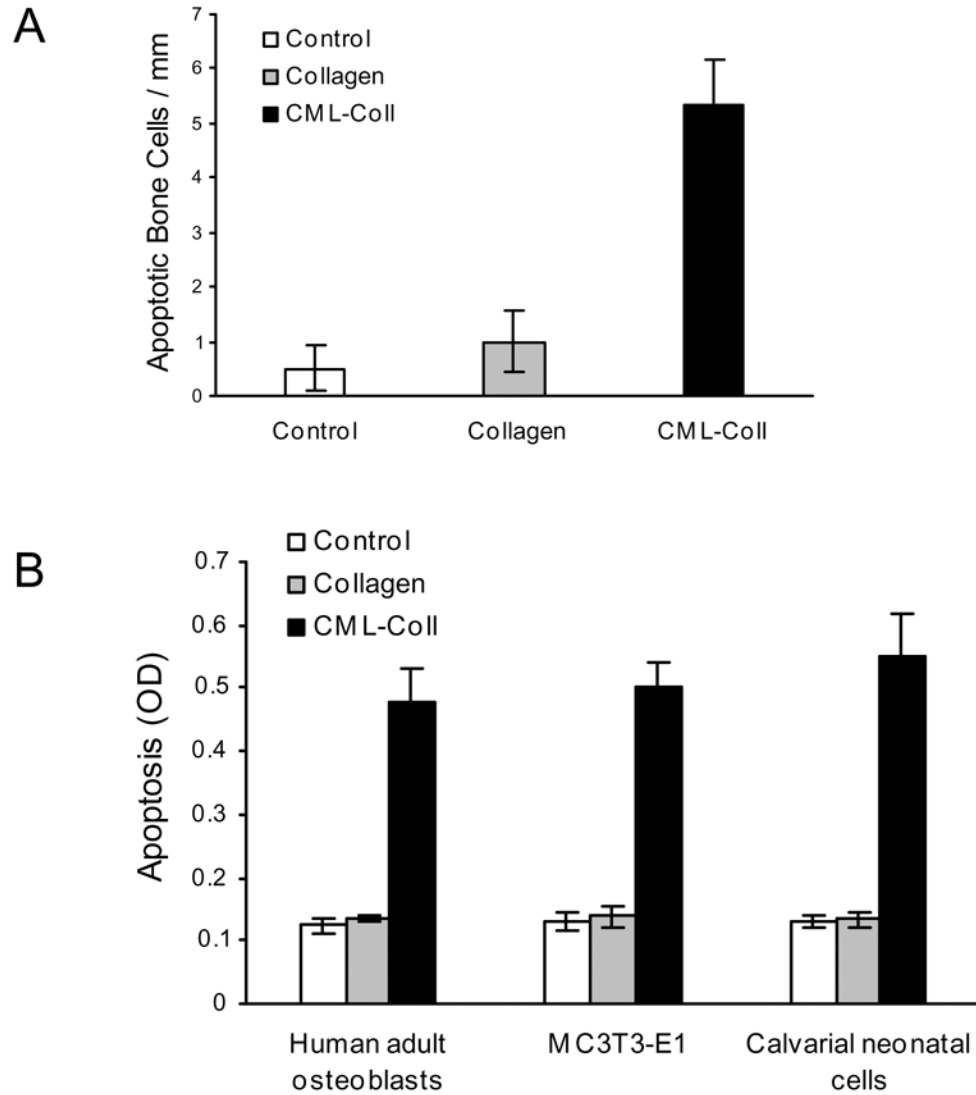 A
Apoptotic Bone Cells / mm
7
6
5
4
3
2
1
0
Control
Collagen
CML-Coll
Control
Collagen
CML-Coll
B
Apoptosis (OD)
0.7
0.6
0.5
0.4
0.3
0.2
0.1
0
Control
Collagen
CML-Coll
Human adult
osteoblasts
MC3T3-E1
Calvarial neonatal
cells